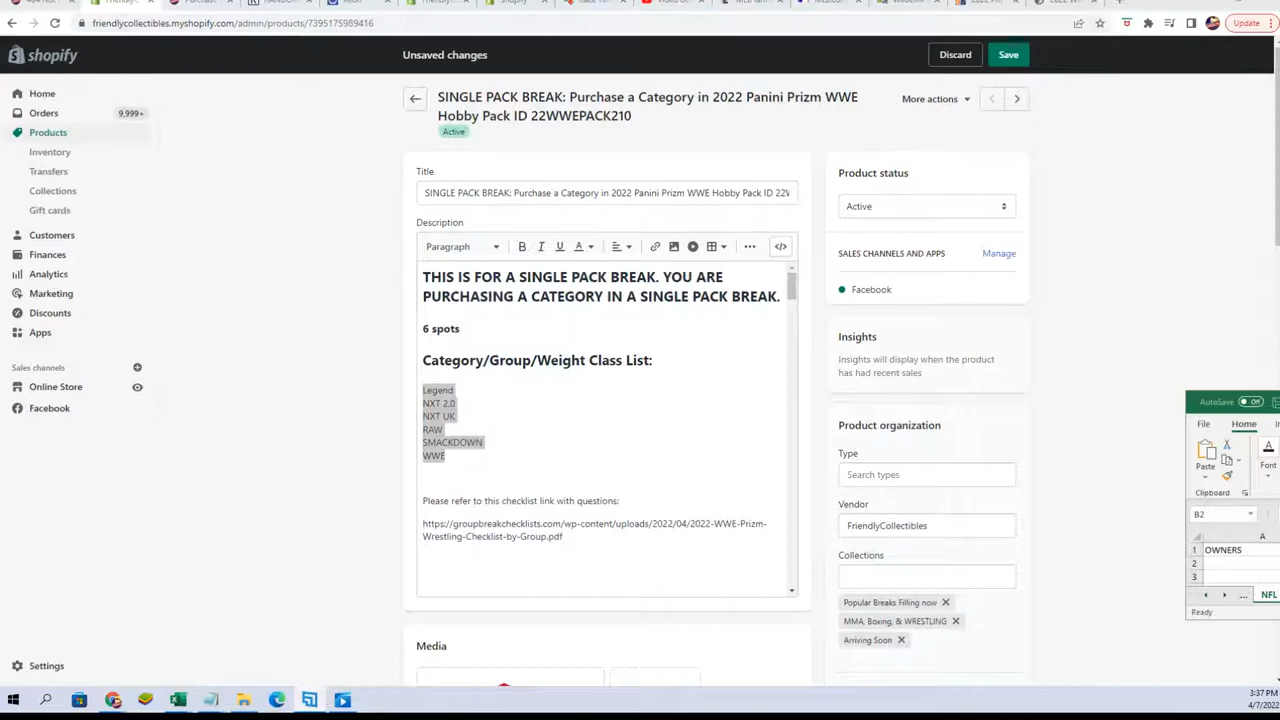 friendlycollectibles.myshopify.com/admin/products/7395175989416
Update
shopify
Unsaved changes
Discard
Save
Home
Orders
9,999+
Products
Inventory
Transfers
Collections
Gift cards
Customers
Finances
Analytics
Marketing
Discounts
Apps
Sales channels
Online Store
Facebook
Settings
SINGLE PACK BREAK: Purchase a Category in 2022 Panini Prizm WWE
Hobby Pack ID 22WWEPACK210
Active
More actions
Title
SINGLE PACK BREAK: Purchase a Category in 2022 Panini Prizm WWE Hobby Pack ID 22V
Description
Paragraph
B I U A
THIS IS FOR A SINGLE PACK BREAK. YOU ARE
PURCHASING A CATEGORY IN A SINGLE PACK BREAK.
6 spots
Category/Group/Weight Class List:
Legend
NXT 2.0
NXT UK
RAW
SMACKDOWN
WWE
Please refer to this checklist link with questions:
https://groupbreakchecklists.com/wp-content/uploads/2022/04/2022-WWE-Prizm-
Wrestling-Checklist-by-Group.pdf
Media
Product status
Active
SALES CHANNELS AND APPS
Manage
Facebook
Insights
Insights will display when the product
has had recent sales
Product organization
Type
Search types
Vendor
FriendlyCollectibles
Collections
Popular Breaks Filling now
MMA, Boxing, & WRESTLING
Arriving Soon
AutoSave
Off
File
Home
In
Paste
Font
Clipboard
B2
A
1 OWNERS
2
3
NFL
Ready
3:37 PM
4/7/2022